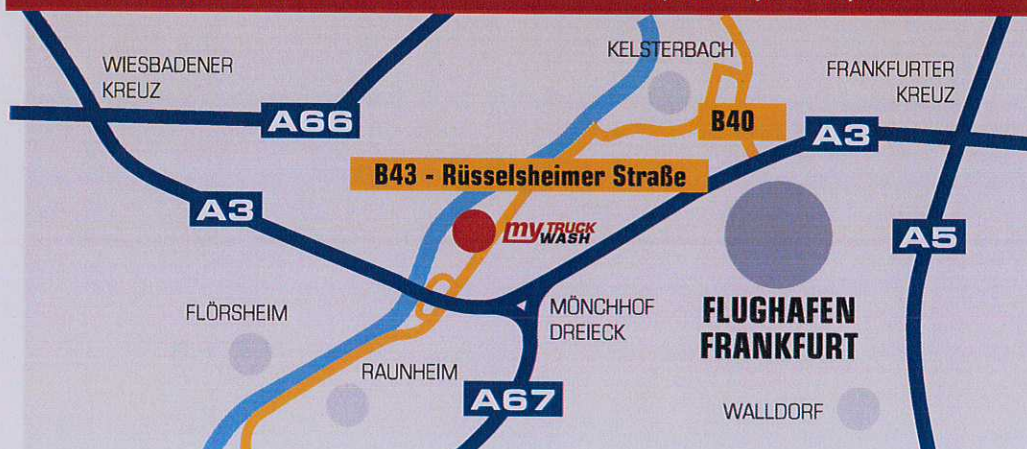 KELSTERBACH
WIESBADENER
KREUZ
FRANKFURTER
KREUZ
A66
B40
A3
B43 - Rüsselsheimer Straße
A3
my TRUCK
WASH
A5
FLÖRSHEIM
MÖNCHHOF
DREIECK
FLUGHAFEN
FRANKFURT
RAUNHEIM
A67
WALLDORF